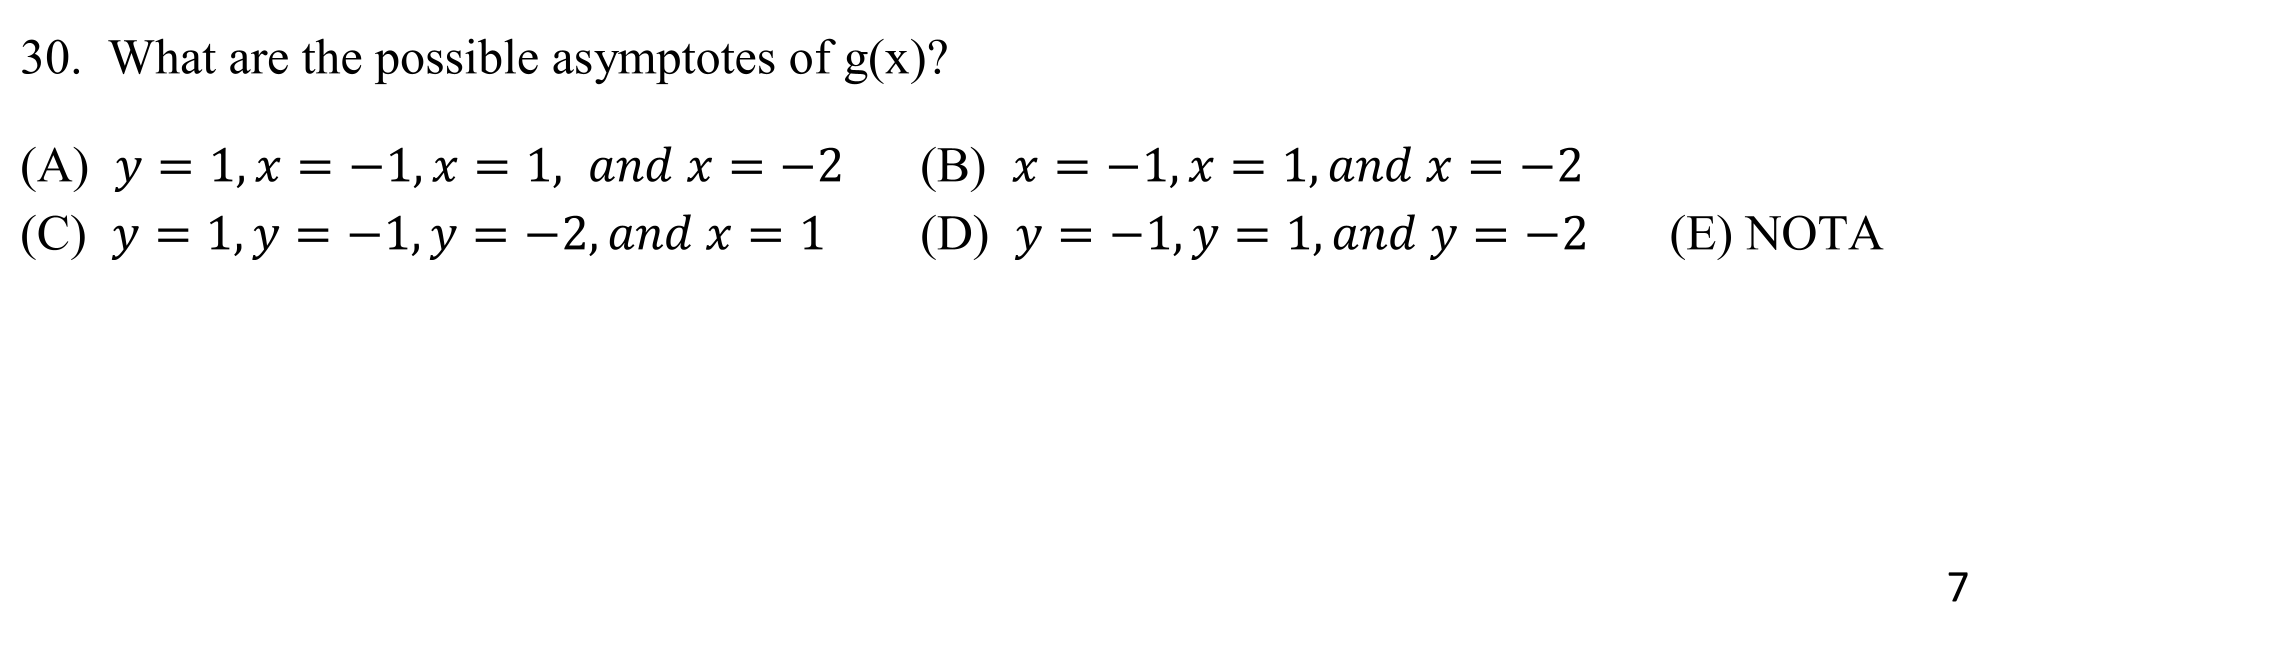 30. What are the possible asymptotes of g(x)?
(A) y = 1, x = −1, x = 1, and x = −2 (B) x = −1, x = 1, and x = −2
(C) y = 1, y = −1, y = −2, and x = 1 (D) y = −1, y = 1, and y = −2 (E) NOTA
7